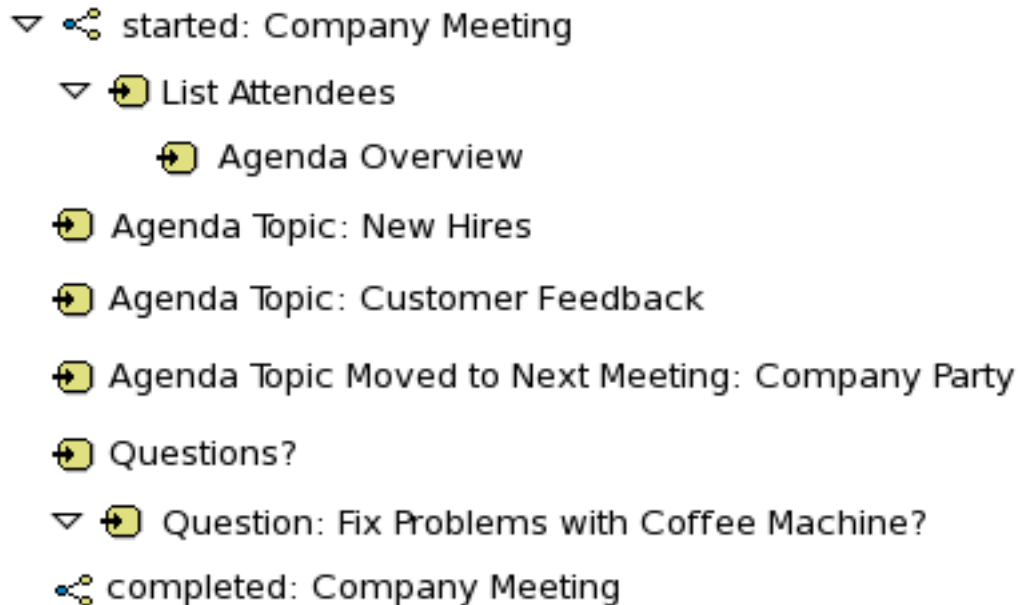 started: Company Meeting
List Attendees
Agenda Overview
Agenda Topic: New Hires
Agenda Topic: Customer Feedback
Agenda Topic Moved to Next Meeting: Company Party
Questions?
Question: Fix Problems with Coffee Machine?
completed: Company Meeting